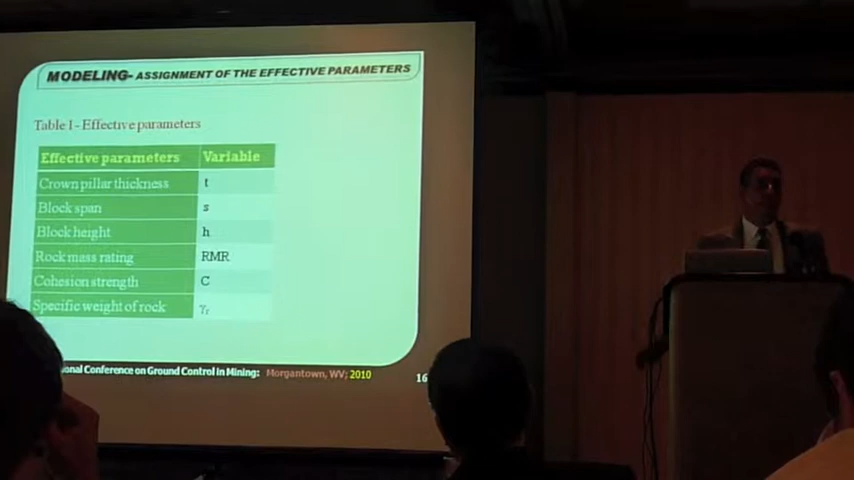 MODELING- ASSIGNMENT OF THE EFFECTIVE PARAMETERS
Table I - Effective parameters
Effective parameters Variable
Crown pillar thickness t
Block span s
Block height h
Rock mass rating RMR
Cohesion strength C
Specific weight of rock γr
Conference on Ground Control in Mining: Morgantown, WV; 2010
16